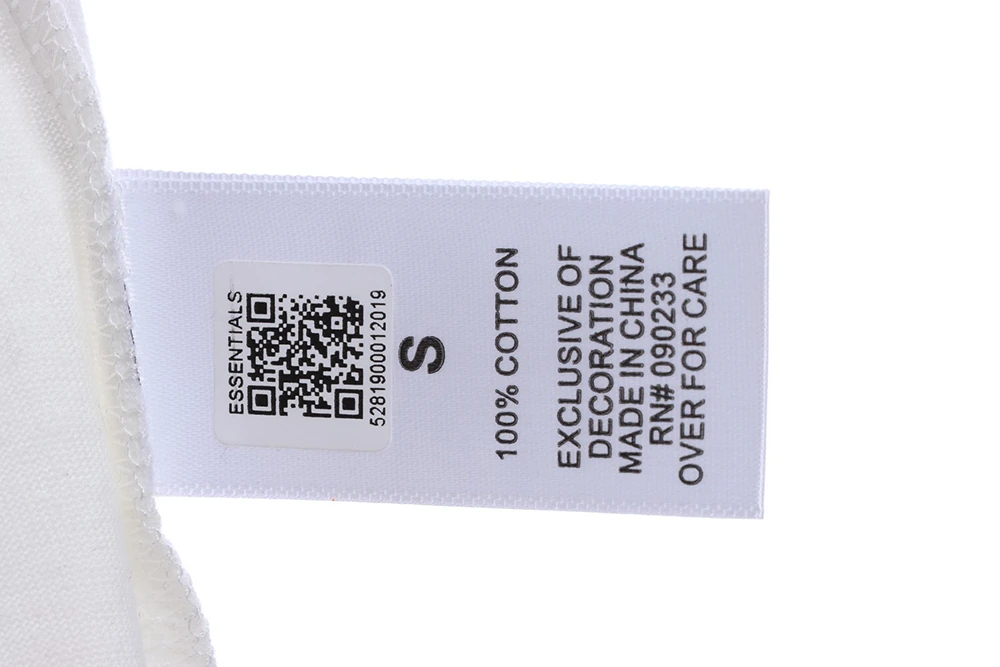 ESSENTIALS
5281900012019
S
100% COTTON
EXCLUSIVE OF
DECORATION
MADE IN CHINA
RN# 090233
OVER FOR CARE